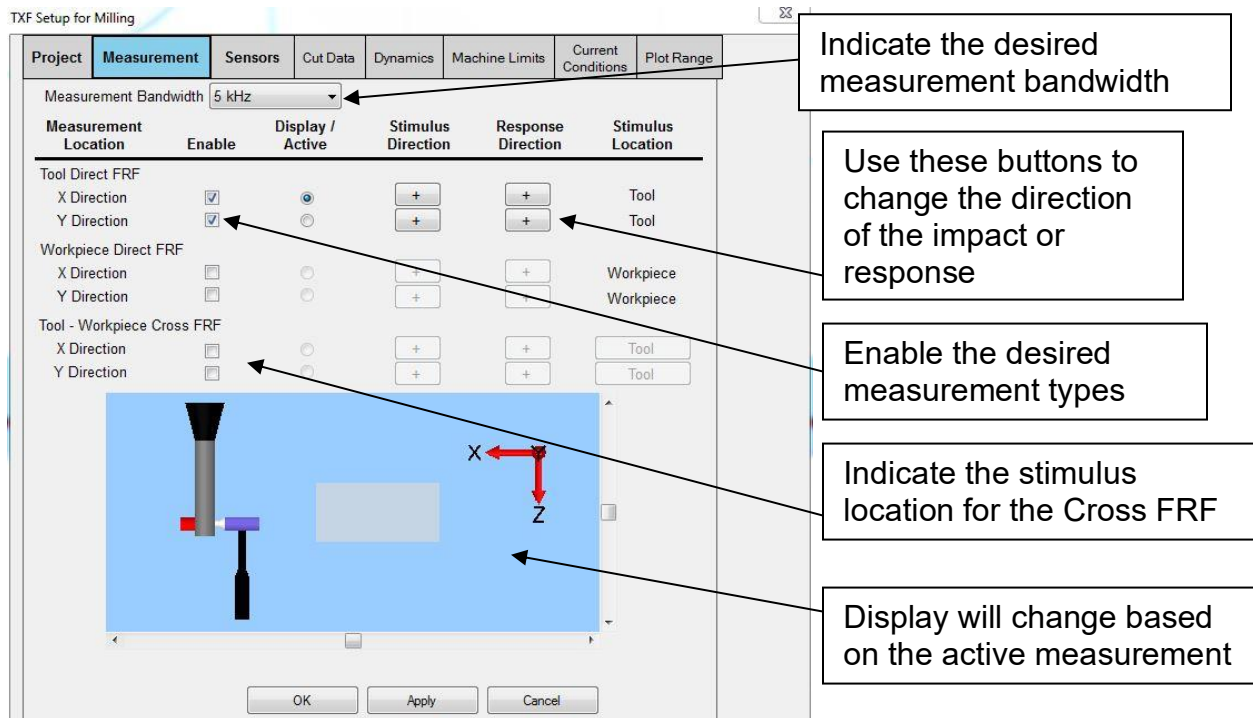 TXF Setup for Milling
Project Measurement Sensors Cut Data Dynamics Machine Limits Current Conditions Plot Range
Measurement Bandwidth 5 kHz
Measurement Location Enable Display / Active Stimulus Direction Response Direction Stimulus Location
Tool Direct FRF
X Direction + + Tool
Y Direction + + Tool
Workpiece Direct FRF
X Direction + + Workpiece
Y Direction + + Workpiece
Tool - Workpiece Cross FRF
X Direction + + Tool
Y Direction + + Tool
X Y
Z
OK Apply Cancel
Indicate the desired
measurement bandwidth
Use these buttons to
change the direction
of the impact or
response
Enable the desired
measurement types
Indicate the stimulus
location for the Cross FRF
Display will change based
on the active measurement